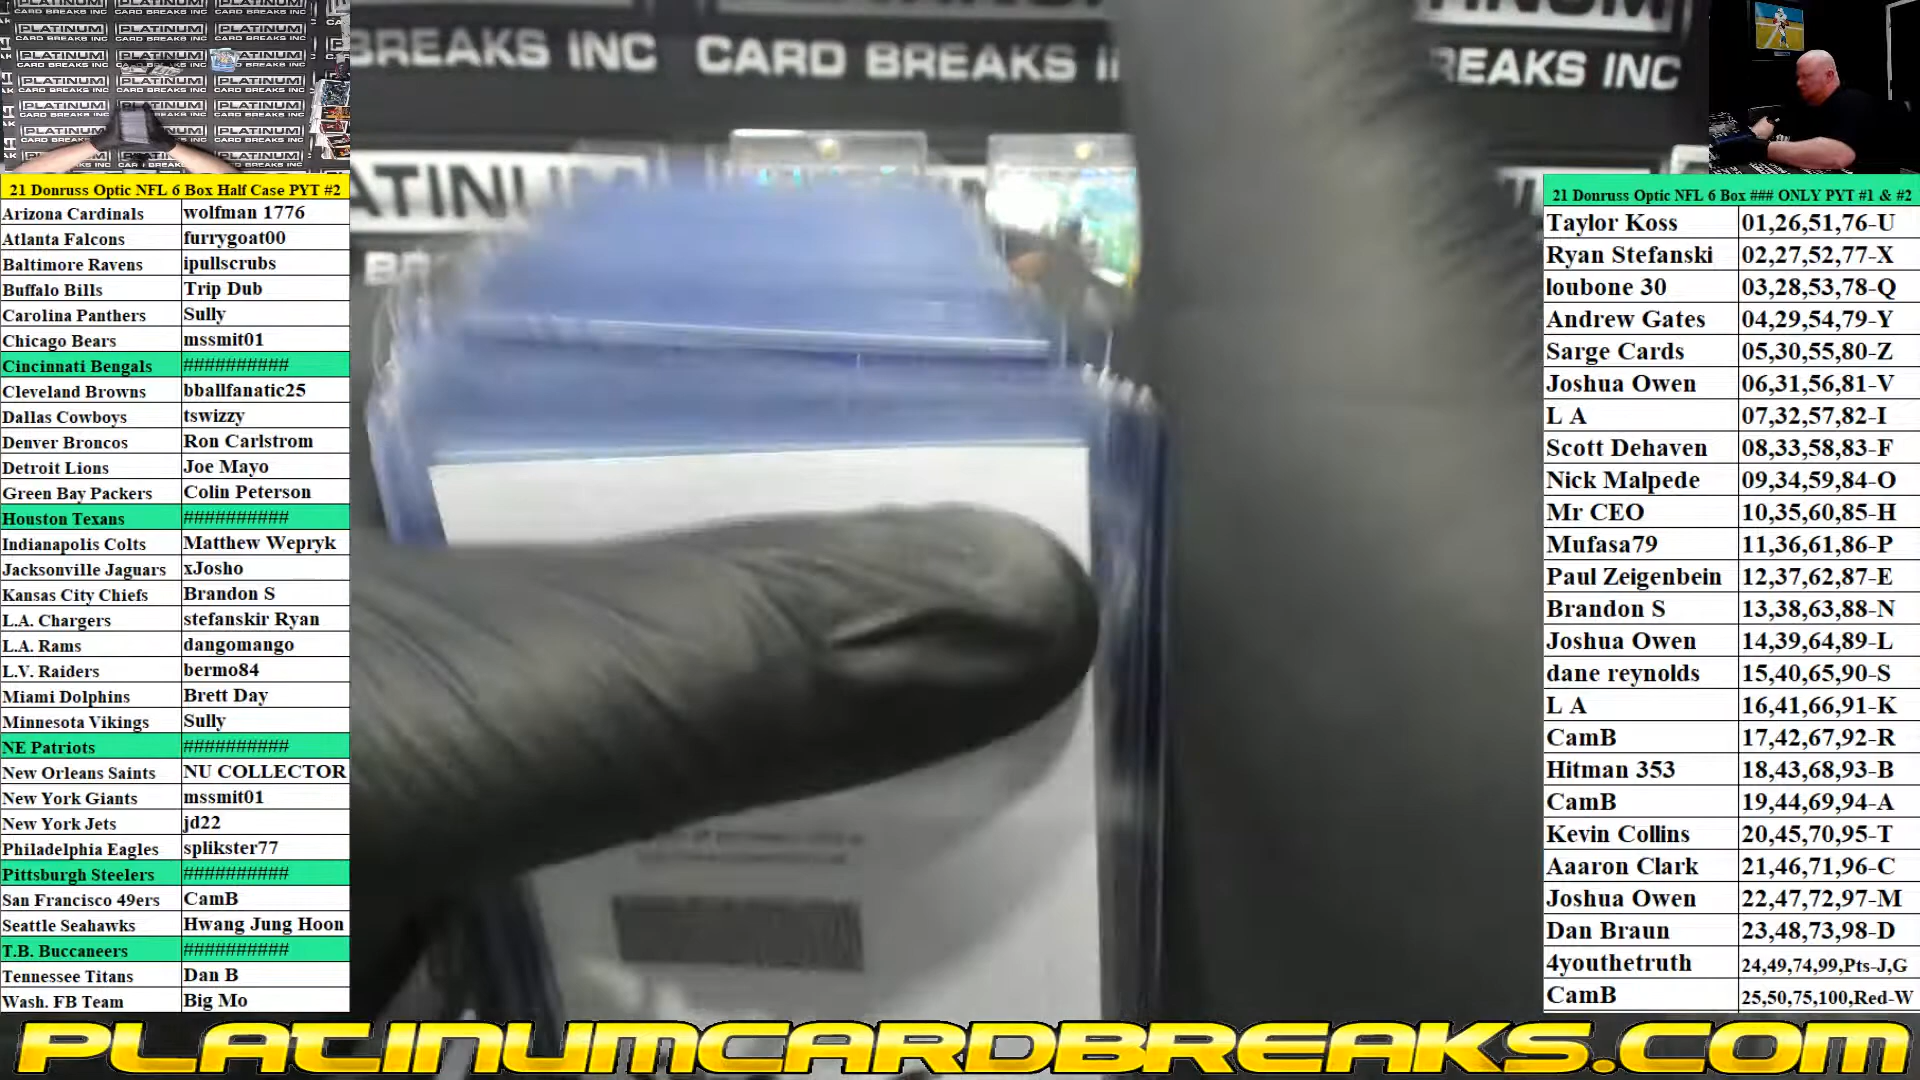 21 Donruss Optic NFL 6 Box Half Case PYT #2
Arizona Cardinals wolfman 1776
Atlanta Falcons furrygoat00
Baltimore Ravens ipullscrubs
Buffalo Bills Trip Dub
Carolina Panthers Sully
Chicago Bears mssmit01
Cincinnati Bengals ##########
Cleveland Browns bballfanatic25
Dallas Cowboys tswizzy
Denver Broncos Ron Carlstrom
Detroit Lions Joe Mayo
Green Bay Packers Colin Peterson
Houston Texans ##########
Indianapolis Colts Matthew Wepryk
Jacksonville Jaguars xJosho
Kansas City Chiefs Brandon S
L.A. Chargers stefanskir Ryan
L.A. Rams dangomango
L.V. Raiders bermo84
Miami Dolphins Brett Day
Minnesota Vikings Sully
NE Patriots ##########
New Orleans Saints NU COLLECTOR
New York Giants mssmit01
New York Jets jd22
Philadelphia Eagles splikster77
Pittsburgh Steelers ##########
San Francisco 49ers CamB
Seattle Seahawks Hwang Jung Hoon
T.B. Buccaneers ##########
Tennessee Titans Dan B
Wash. FB Team Big Mo
BREAKS INC CARD BREAKS I
REAKS INC
ATINUM
21 Donruss Optic NFL 6 Box ### ONLY PYT #1 & #2
Taylor Koss 01,26,51,76-U
Ryan Stefanski 02,27,52,77-X
loubone 30 03,28,53,78-Q
Andrew Gates 04,29,54,79-Y
Sarge Cards 05,30,55,80-Z
Joshua Owen 06,31,56,81-V
L A 07,32,57,82-I
Scott Dehaven 08,33,58,83-F
Nick Malpede 09,34,59,84-O
Mr CEO 10,35,60,85-H
Mufasa79 11,36,61,86-P
Paul Zeigenbein 12,37,62,87-E
Brandon S 13,38,63,88-N
Joshua Owen 14,39,64,89-L
dane reynolds 15,40,65,90-S
L A 16,41,66,91-K
CamB 17,42,67,92-R
Hitman 353 18,43,68,93-B
CamB 19,44,69,94-A
Kevin Collins 20,45,70,95-T
Aaaron Clark 21,46,71,96-C
Joshua Owen 22,47,72,97-M
Dan Braun 23,48,73,98-D
4youthetruth 24,49,74,99,Pts-J,G
CamB 25,50,75,100,Red-W
PLATINUMCARDBREAKS.COM